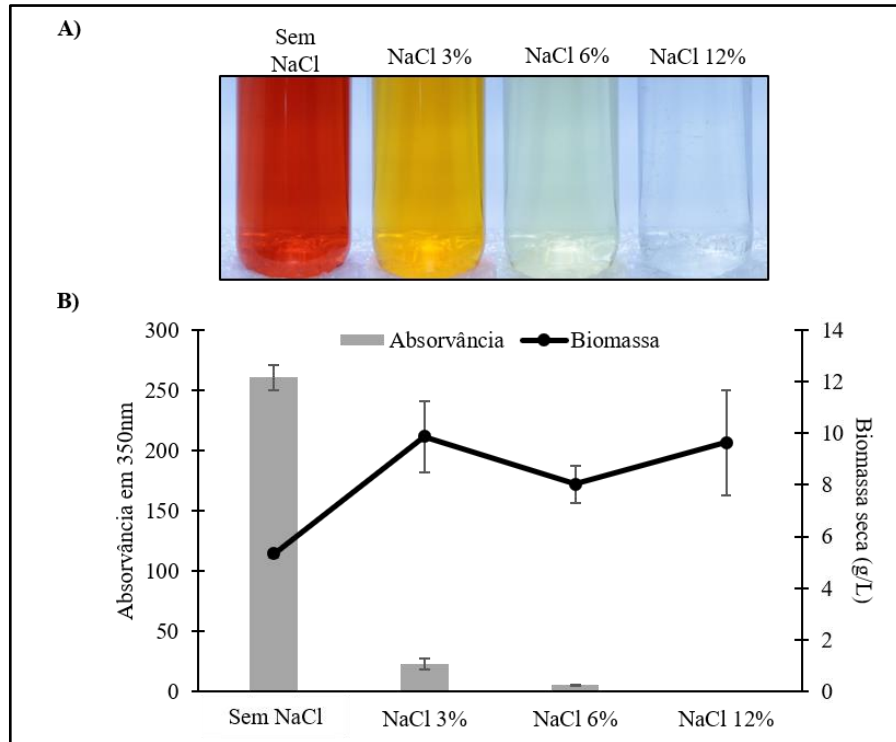 A)
Sem
NaCl
NaCl 3%
NaCl 6%
NaCl 12%
B)
Absorvância
Biomassa
Absorvância em 350nm
300
250
200
150
100
50
0
Biomassa seca (g/L)
14
12
10
8
6
4
2
0
Sem NaCl
NaCl 3%
NaCl 6%
NaCl 12%